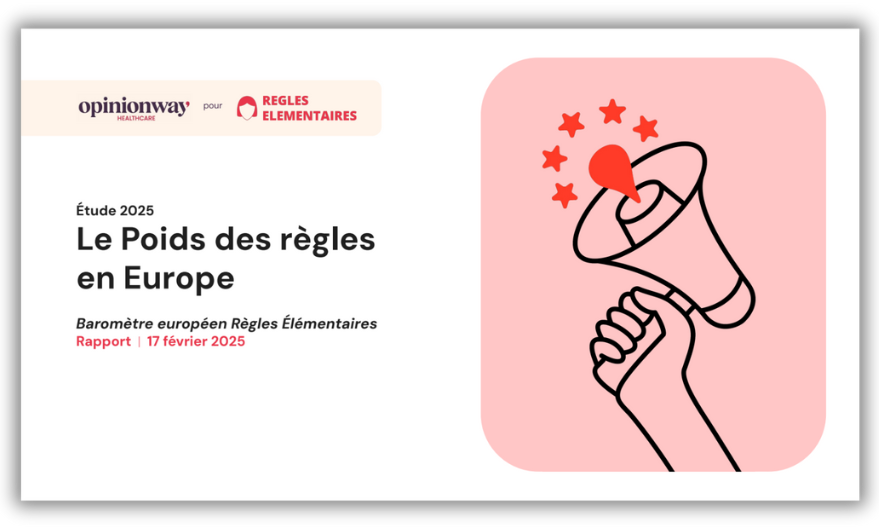 opinionway
HEALTHCARE
pour
REGLES
ELEMENTAIRES
Étude 2025
Le Poids des règles
en Europe
Baromètre européen Règles Élémentaires
Rapport | 17 février 2025